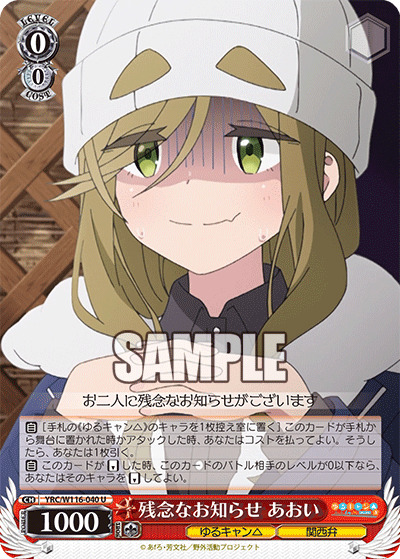 LEVEL
0
0
COST
SAMPLE
お二人に残念なお知らせがございます
自［手札の《ゆるキャン△》のキャラを1枚控え室に置く］このカードが手札
から舞台に置かれた時かアタックした時、あなたはコストを払ってよい。そうし
たら、あなたは1枚引く。
自 このカードが【】した時、このカードのバトル相手のレベルが0以下なら、
あなたはそのキャラを【】してよい。
CH YRC/W116-040 U
1000
残念なお知らせ あおい
ゆるキャン△
関西弁
©あfろ・芳文社／野外活動プロジェクト